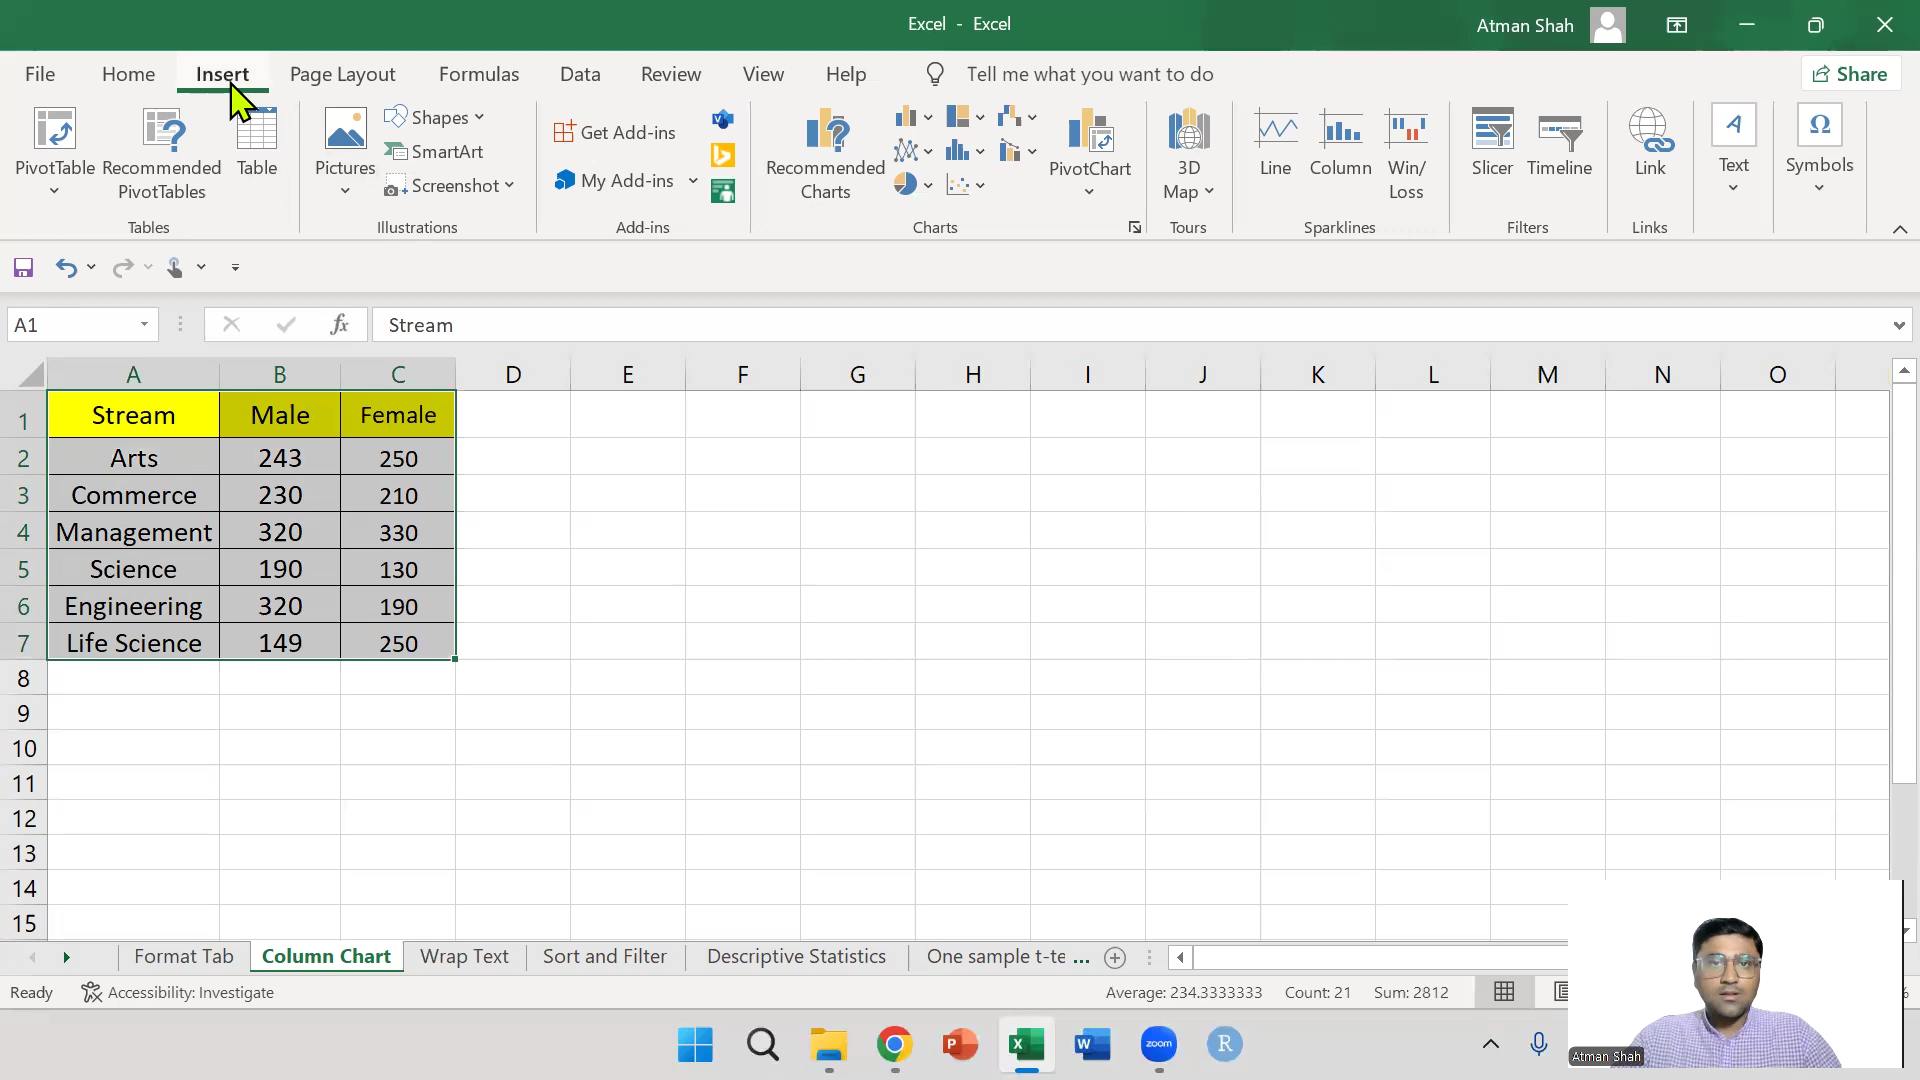 Excel - Excel
Atman Shah
File Home Insert Page Layout Formulas Data Review View Help Tell me what you want to do Share
PivotTable
Recommended PivotTables
Table
Tables
Pictures
Shapes
SmartArt
Screenshot
Illustrations
Get Add-ins
My Add-ins
Add-ins
Recommended Charts
PivotChart
Charts
3D Map
Tours
Line
Column
Win/Loss
Sparklines
Slicer
Timeline
Filters
Link
Links
Text
Symbols
A1 fx Stream
A B C D E F G H I J K L M N O
1 Stream Male Female
2 Arts 243 250
3 Commerce 230 210
4 Management 320 330
5 Science 190 130
6 Engineering 320 190
7 Life Science 149 250
8
9
10
11
12
13
14
15
Format Tab Column Chart Wrap Text Sort and Filter Descriptive Statistics One sample t-te ...
Ready Accessibility: Investigate Average: 234.3333333 Count: 21 Sum: 2812
P X W zoom R
Atman Shah